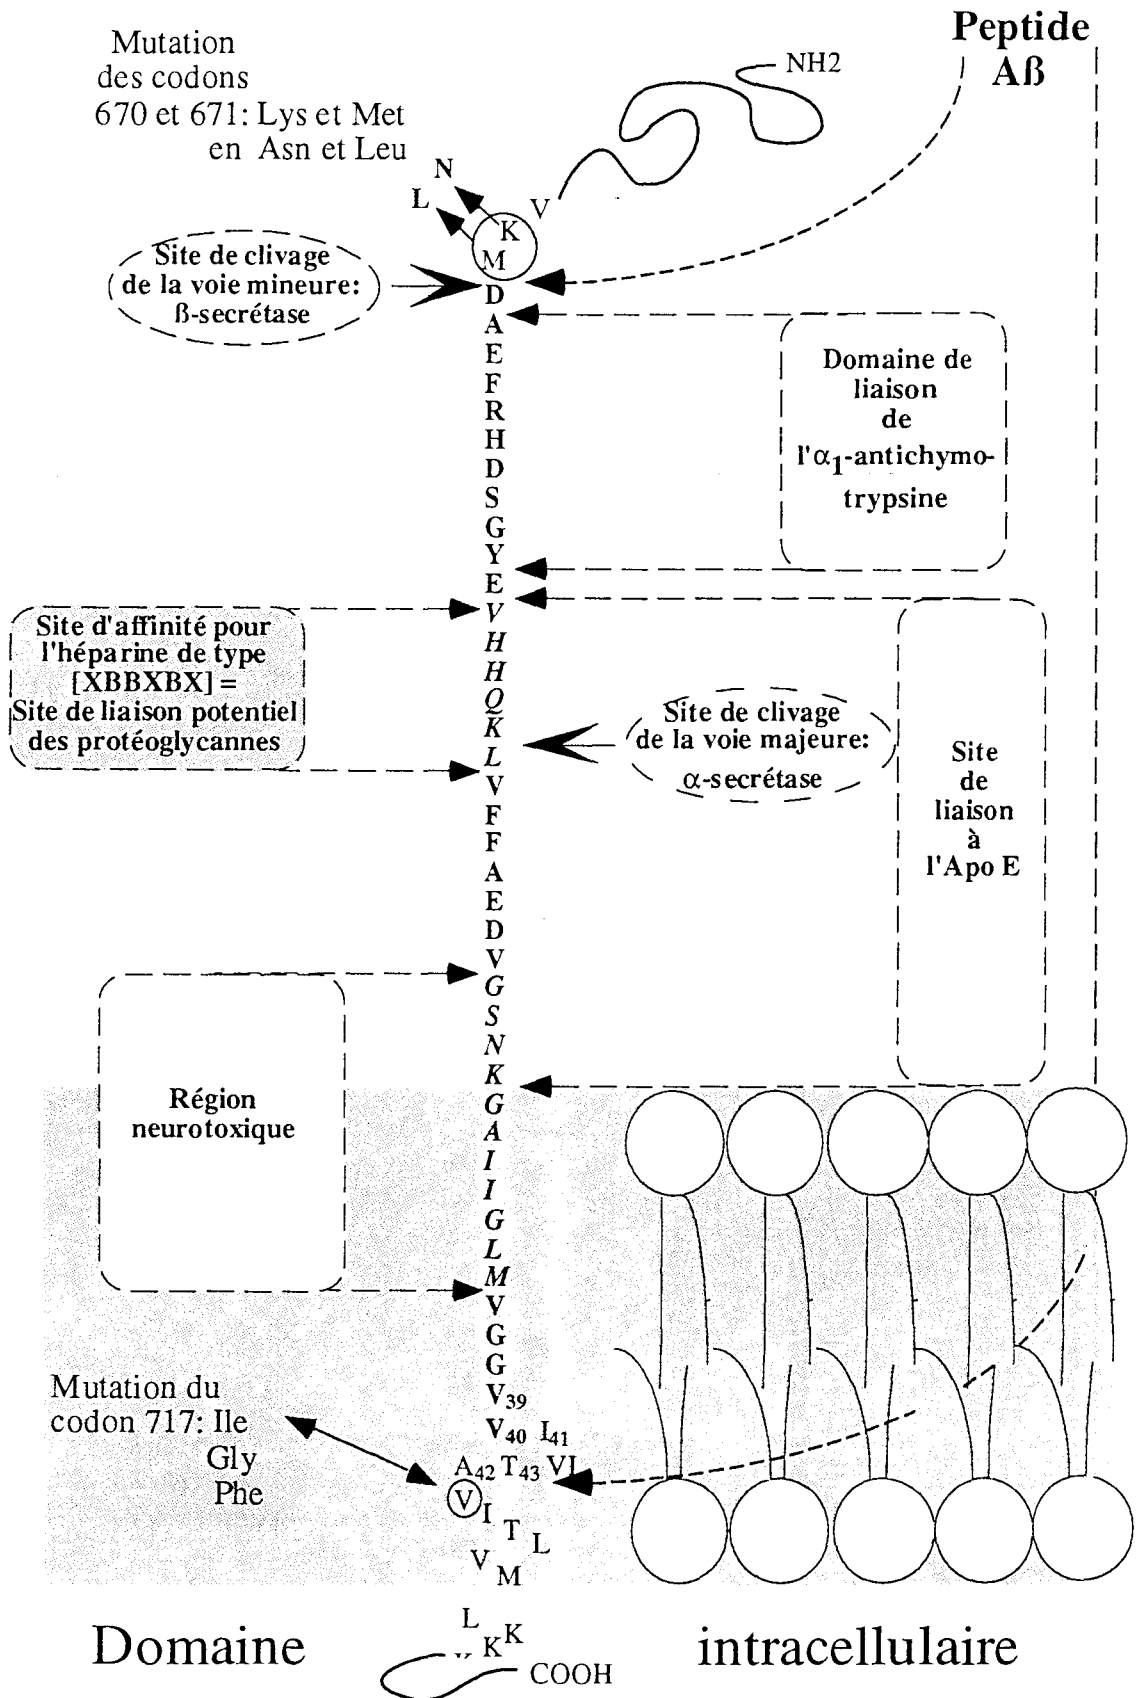 Mutation
des codons
670 et 671: Lys et Met
en Asn et Leu
Peptide
Aß
NH2
N
L
V
K
M
Site de clivage
de la voie mineure:
ß-secrétase
D
A
E
F
R
H
D
S
G
Y
E
V
H
H
Q
K
L
V
F
F
A
E
D
V
G
S
N
K
G
A
I
I
G
L
M
V
G
G
V39
V40 I41
A42 T43 VI
V
I
T
L
V
M
L
K K
COOH
Domaine de
liaison
de
l'α1-antichymo-
trypsine
Site d'affinité pour
l'héparine de type
[XBBXBX] =
Site de liaison potentiel
des protéoglycannes
Site de clivage
de la voie majeure:
α-secrétase
Site
de
liaison
à
l'Apo E
Région
neurotoxique
Mutation du
codon 717: Ile
Gly
Phe
Domaine
intracellulaire